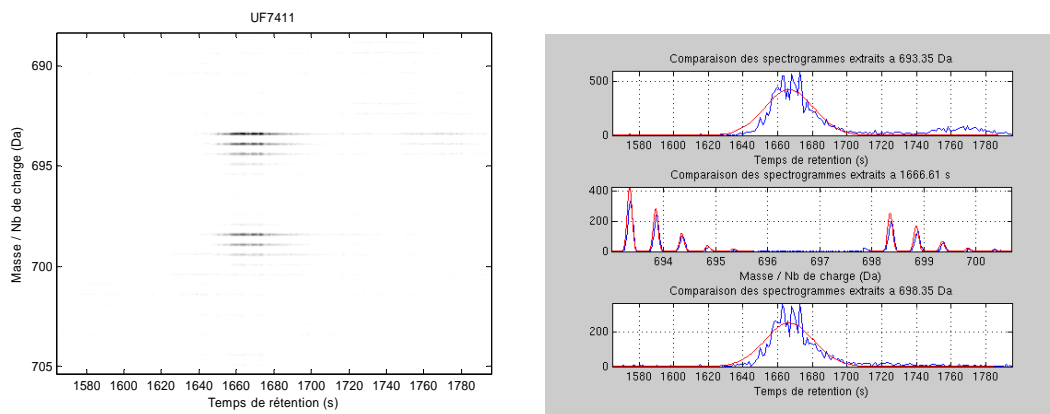 UF7411
690
695
700
705
Masse / Nb de charge (Da)
1580 1600 1620 1640 1660 1680 1700 1720 1740 1760 1780
Temps de rétention (s)
Comparaison des spectrogrammes extraits a 693.35 Da
500
0
1580 1600 1620 1640 1660 1680 1700 1720 1740 1760 1780
Temps de retention (s)
Comparaison des spectrogrammes extraits a 1666.61 s
400
200
0
694 695 696 697 698 699 700
Masse / Nb de charge (Da)
Comparaison des spectrogrammes extraits a 698.35 Da
200
0
1580 1600 1620 1640 1660 1680 1700 1720 1740 1760 1780
Temps de retention (s)